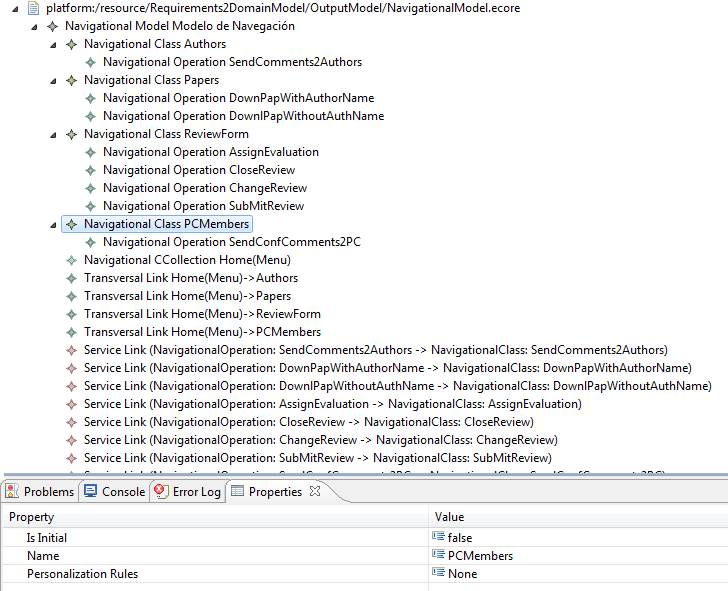 platform:/resource/Requirements2DomainModel/OutputModel/NavigationalModel.ecore
Navigational Model Modelo de Navegación
Navigational Class Authors
Navigational Operation SendComments2Authors
Navigational Class Papers
Navigational Operation DownPapWithAuthorName
Navigational Operation DownlPapWithoutAuthName
Navigational Class ReviewForm
Navigational Operation AssignEvaluation
Navigational Operation CloseReview
Navigational Operation ChangeReview
Navigational Operation SubMitReview
Navigational Class PCMembers
Navigational Operation SendConfComments2PC
Navigational CCollection Home(Menu)
Transversal Link Home(Menu)->Authors
Transversal Link Home(Menu)->Papers
Transversal Link Home(Menu)->ReviewForm
Transversal Link Home(Menu)->PCMembers
Service Link (NavigationalOperation: SendComments2Authors -> NavigationalClass: SendComments2Authors)
Service Link (NavigationalOperation: DownPapWithAuthorName -> NavigationalClass: DownPapWithAuthorName)
Service Link (NavigationalOperation: DownlPapWithoutAuthName -> NavigationalClass: DownlPapWithoutAuthName)
Service Link (NavigationalOperation: AssignEvaluation -> NavigationalClass: AssignEvaluation)
Service Link (NavigationalOperation: CloseReview -> NavigationalClass: CloseReview)
Service Link (NavigationalOperation: ChangeReview -> NavigationalClass: ChangeReview)
Service Link (NavigationalOperation: SubMitReview -> NavigationalClass: SubMitReview)
Problems Console Error Log Properties
Property Value
Is Initial false
Name PCMembers
Personalization Rules None